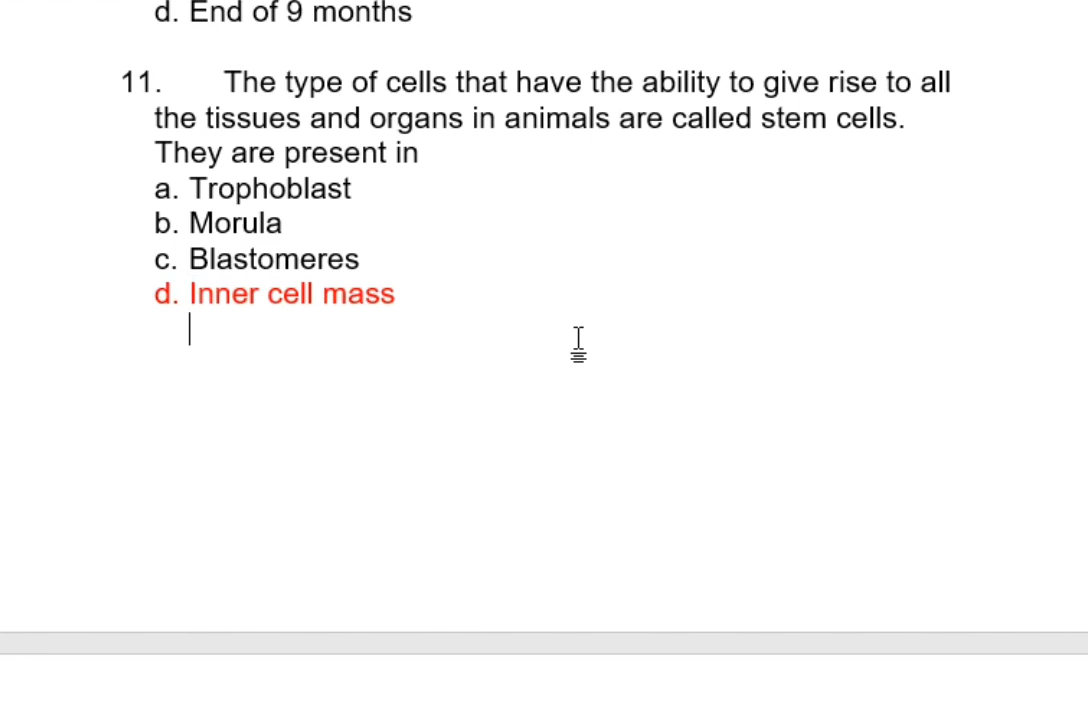 d. End of 9 months
11. The type of cells that have the ability to give rise to all
the tissues and organs in animals are called stem cells.
They are present in
a. Trophoblast
b. Morula
c. Blastomeres
d. Inner cell mass